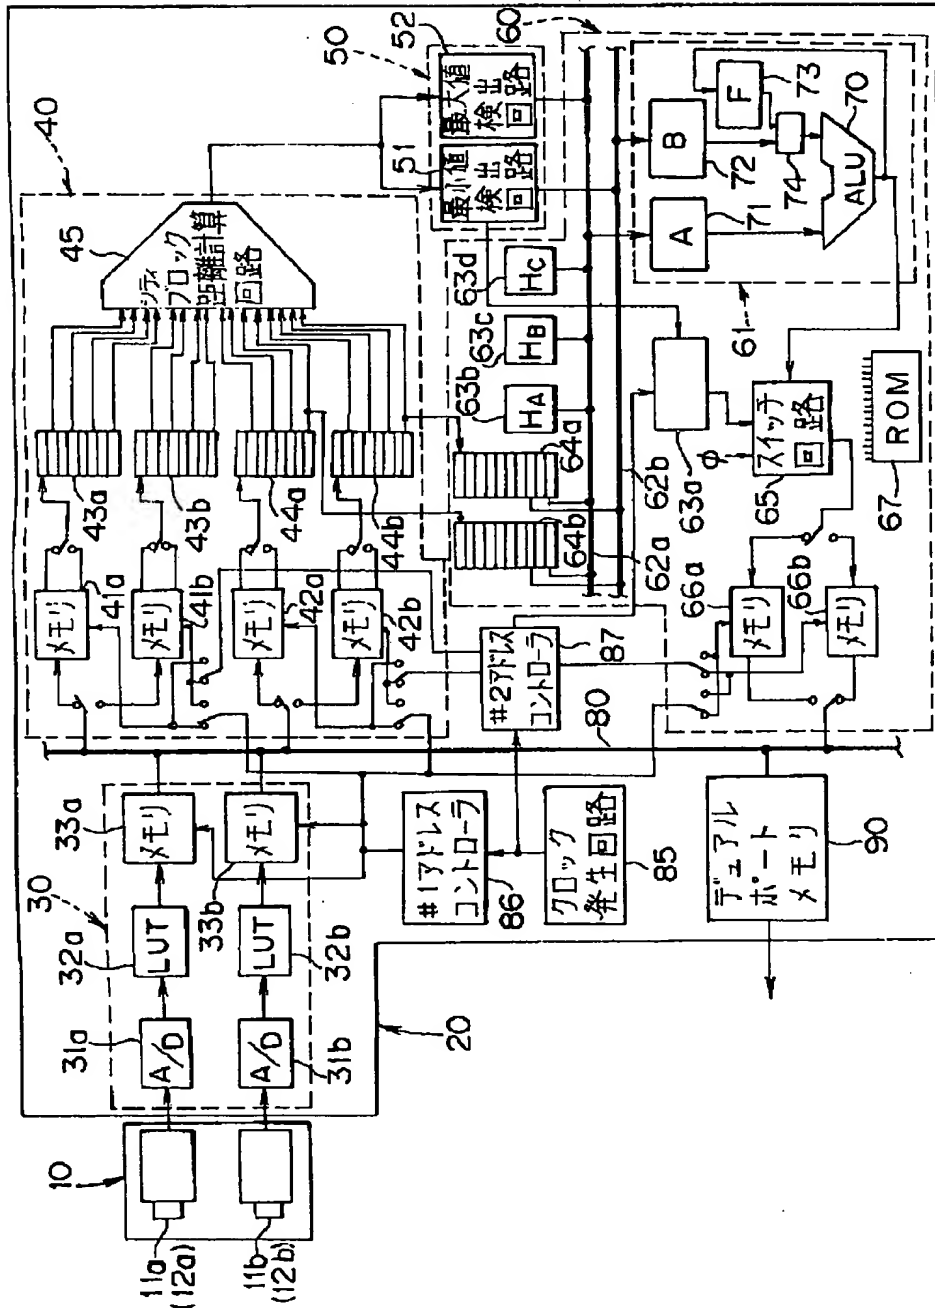 10
11a
(12a)
11b
(12b)
20
30
31a
A/D
31b
A/D
32a
LUT
32b
LUT
33a
メモリ
33b
メモリ
40
41a
メモリ
41b
メモリ
42a
メモリ
42b
メモリ
43a
43b
44a
44b
45
シティ
ブロック
距離計算
回路
50
51
最小値
検出
回路
52
最大値
検出
回路
60
61
62a
62b
63a
63b
HA
63c
HB
63d
HC
64a
64b
65
スイッチ
回路
φ
66a
メモリ
66b
メモリ
67
ROM
70
ALU
71
A
72
B
73
F
74
80
85
クロック
発生回路
86
#1アドレス
コントローラ
87
#2アドレス
コントローラ
90
デュアル
ポート
メモリ